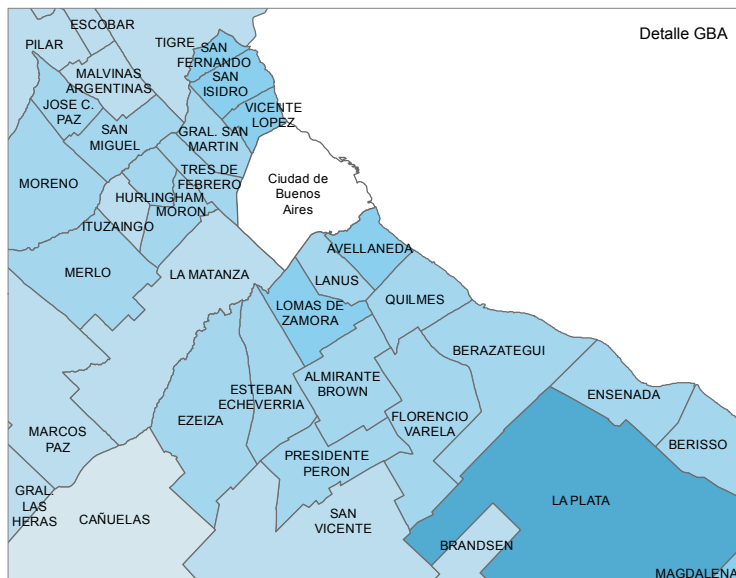 Detalle GBA
ESCOBAR
PILAR
TIGRE
SAN
FERNANDO
MALVINAS
ARGENTINAS
SAN
ISIDRO
JOSE C.
PAZ
VICENTE
LOPEZ
SAN
MIGUEL
GRAL. SAN
MARTIN
TRES DE
FEBRERO
MORENO
HURLINGHAM
MORON
Ciudad de
Buenos
Aires
ITUZAINGO
MERLO
LA MATANZA
AVELLANEDA
LANUS
LOMAS DE
ZAMORA
QUILMES
BERAZATEGUI
ALMIRANTE
BROWN
ESTEBAN
ECHEVERRIA
ENSENADA
EZEIZA
FLORENCIO
VARELA
MARCOS
PAZ
BERISSO
PRESIDENTE
PERON
GRAL.
LAS
HERAS
CAÑUELAS
SAN
VICENTE
LA PLATA
BRANDSEN
MAGDALENA